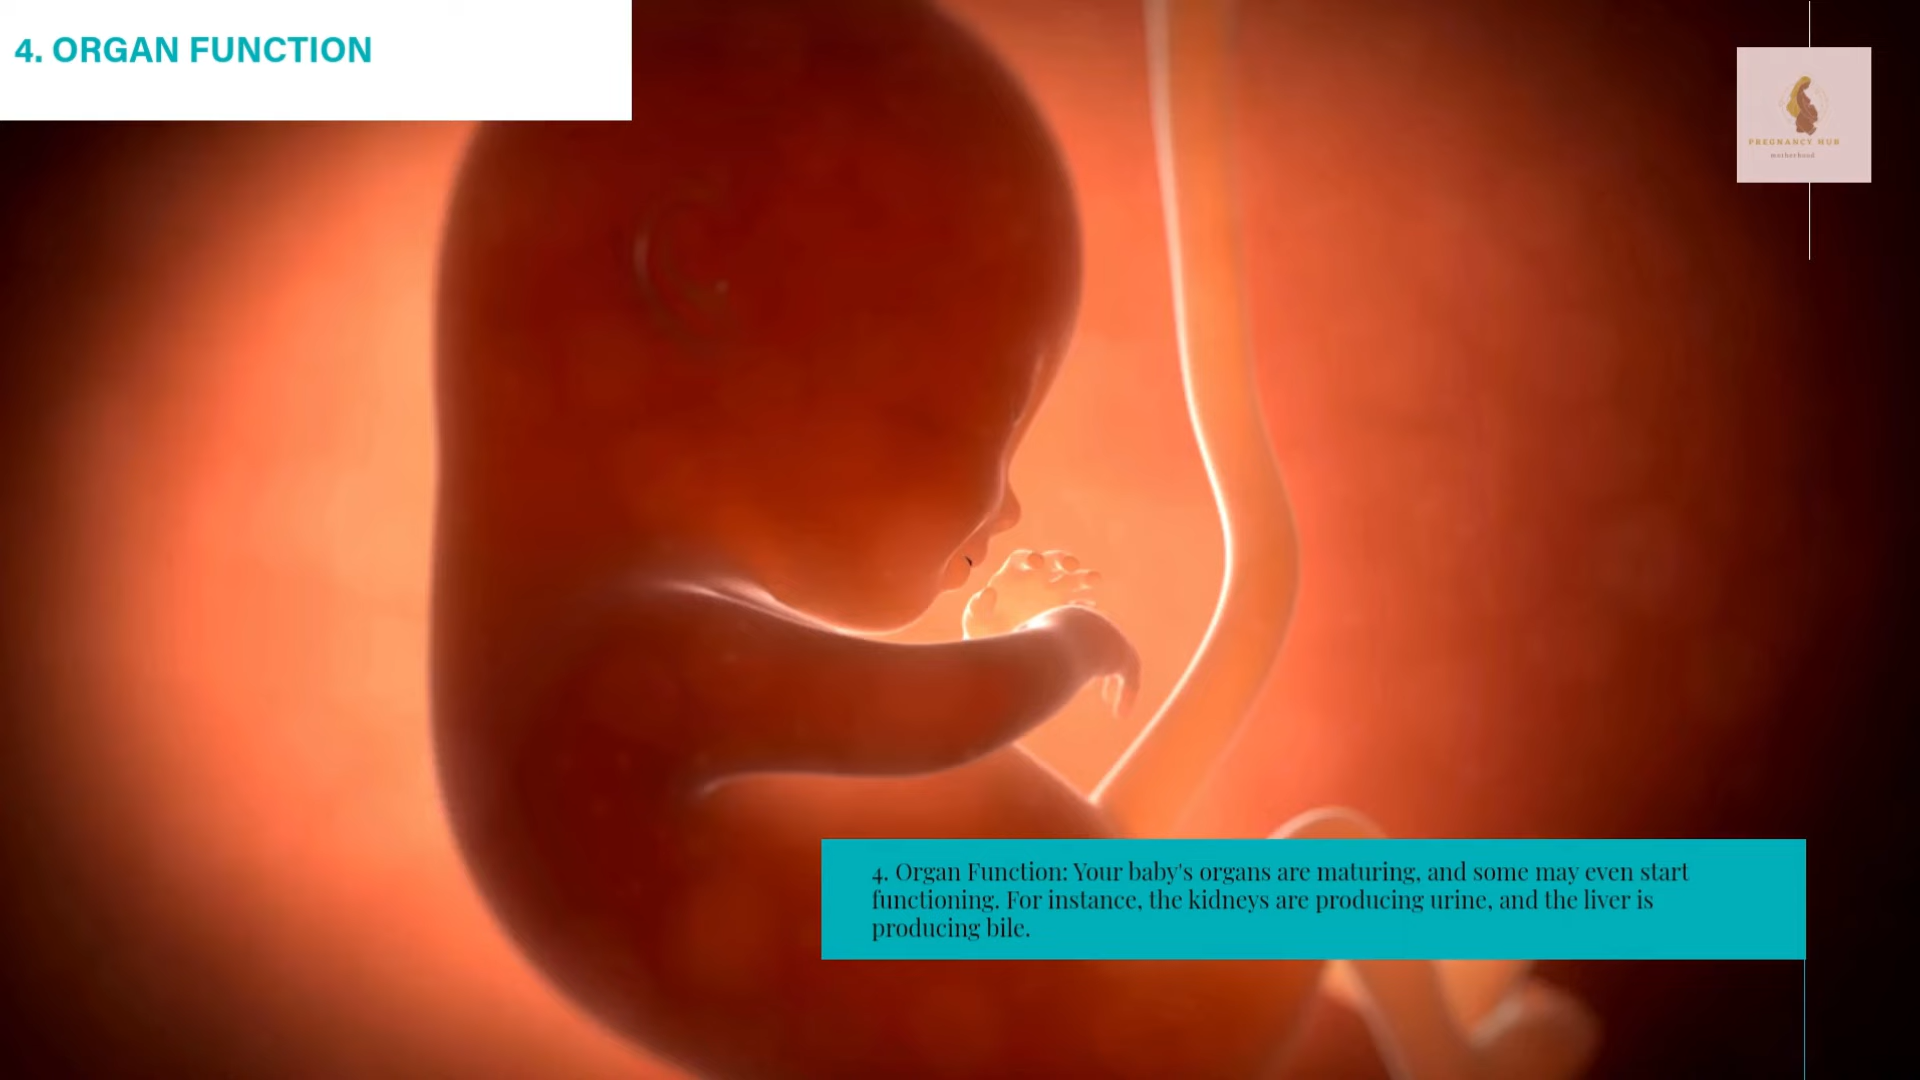 4. ORGAN FUNCTION
PREGNANCY HUB
motherhood
4. Organ Function: Your baby's organs are maturing, and some may even start
functioning. For instance, the kidneys are producing urine, and the liver is
producing bile.